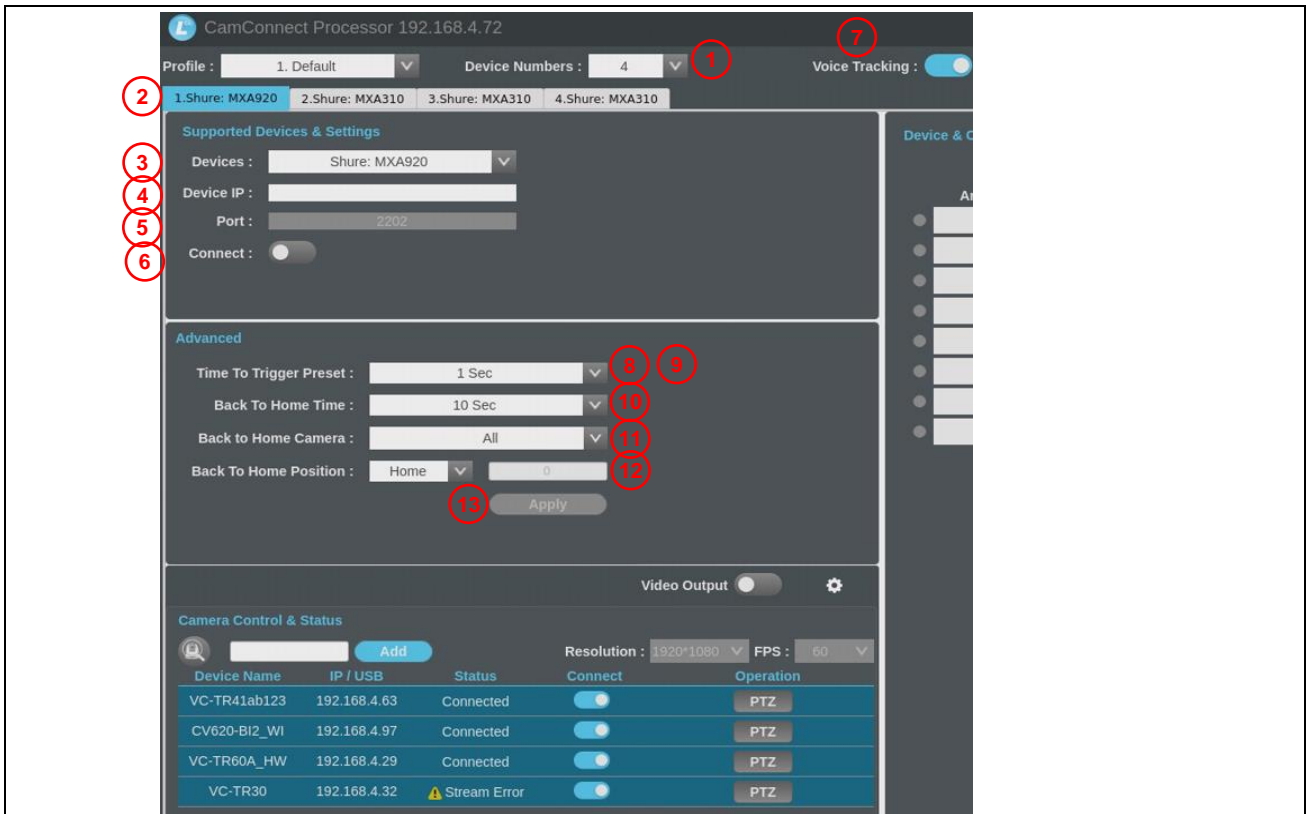 CamConnect Processor 192.168.4.72
7
Profile : 1. Default Device Numbers : 4 1 Voice Tracking :
2 1.Shure: MXA920 2.Shure: MXA310 3.Shure: MXA310 4.Shure: MXA310
Supported Devices & Settings
Device & C
3 Devices : Shure: MXA920
4 Device IP :
Ar
5 Port : 2202
6 Connect :
Advanced
Time To Trigger Preset : 1 Sec 8 9
Back To Home Time : 10 Sec 10
Back to Home Camera : All 11
Back To Home Position : Home 0 12
13 Apply
Video Output
Camera Control & Status
Add Resolution : 1920*1080 FPS : 60
Device Name IP / USB Status Connect Operation
VC-TR41ab123 192.168.4.63 Connected PTZ
CV620-BI2_WI 192.168.4.97 Connected PTZ
VC-TR60A_HW 192.168.4.29 Connected PTZ
VC-TR30 192.168.4.32 Stream Error PTZ